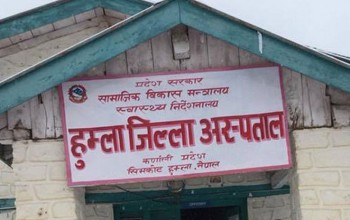 प्रदेश सरकार
सामाजिक विकास मन्त्रालय
स्वास्थ्य निर्देशनालय
हुम्ला जिल्ला अस्पताल
कर्णाली प्रदेश
सिमकोट हुम्ला, नेपाल